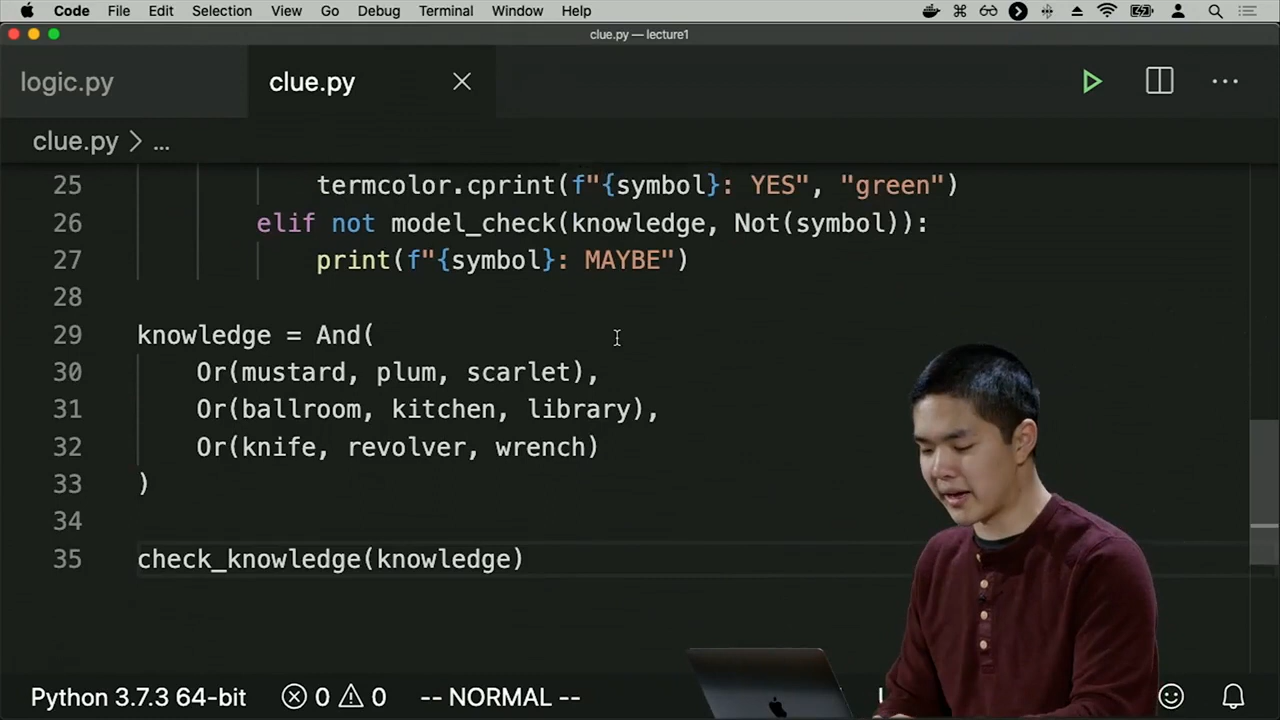 Code File Edit Selection View Go Debug Terminal Window Help
clue.py — lecture1
logic.py clue.py
clue.py > ...
25 termcolor.cprint(f"{symbol}: YES", "green")
26 elif not model_check(knowledge, Not(symbol)):
27 print(f"{symbol}: MAYBE")
28
29 knowledge = And(
30 Or(mustard, plum, scarlet),
31 Or(ballroom, kitchen, library),
32 Or(knife, revolver, wrench)
33 )
34
35 check_knowledge(knowledge)
Python 3.7.3 64-bit 0 0 -- NORMAL --